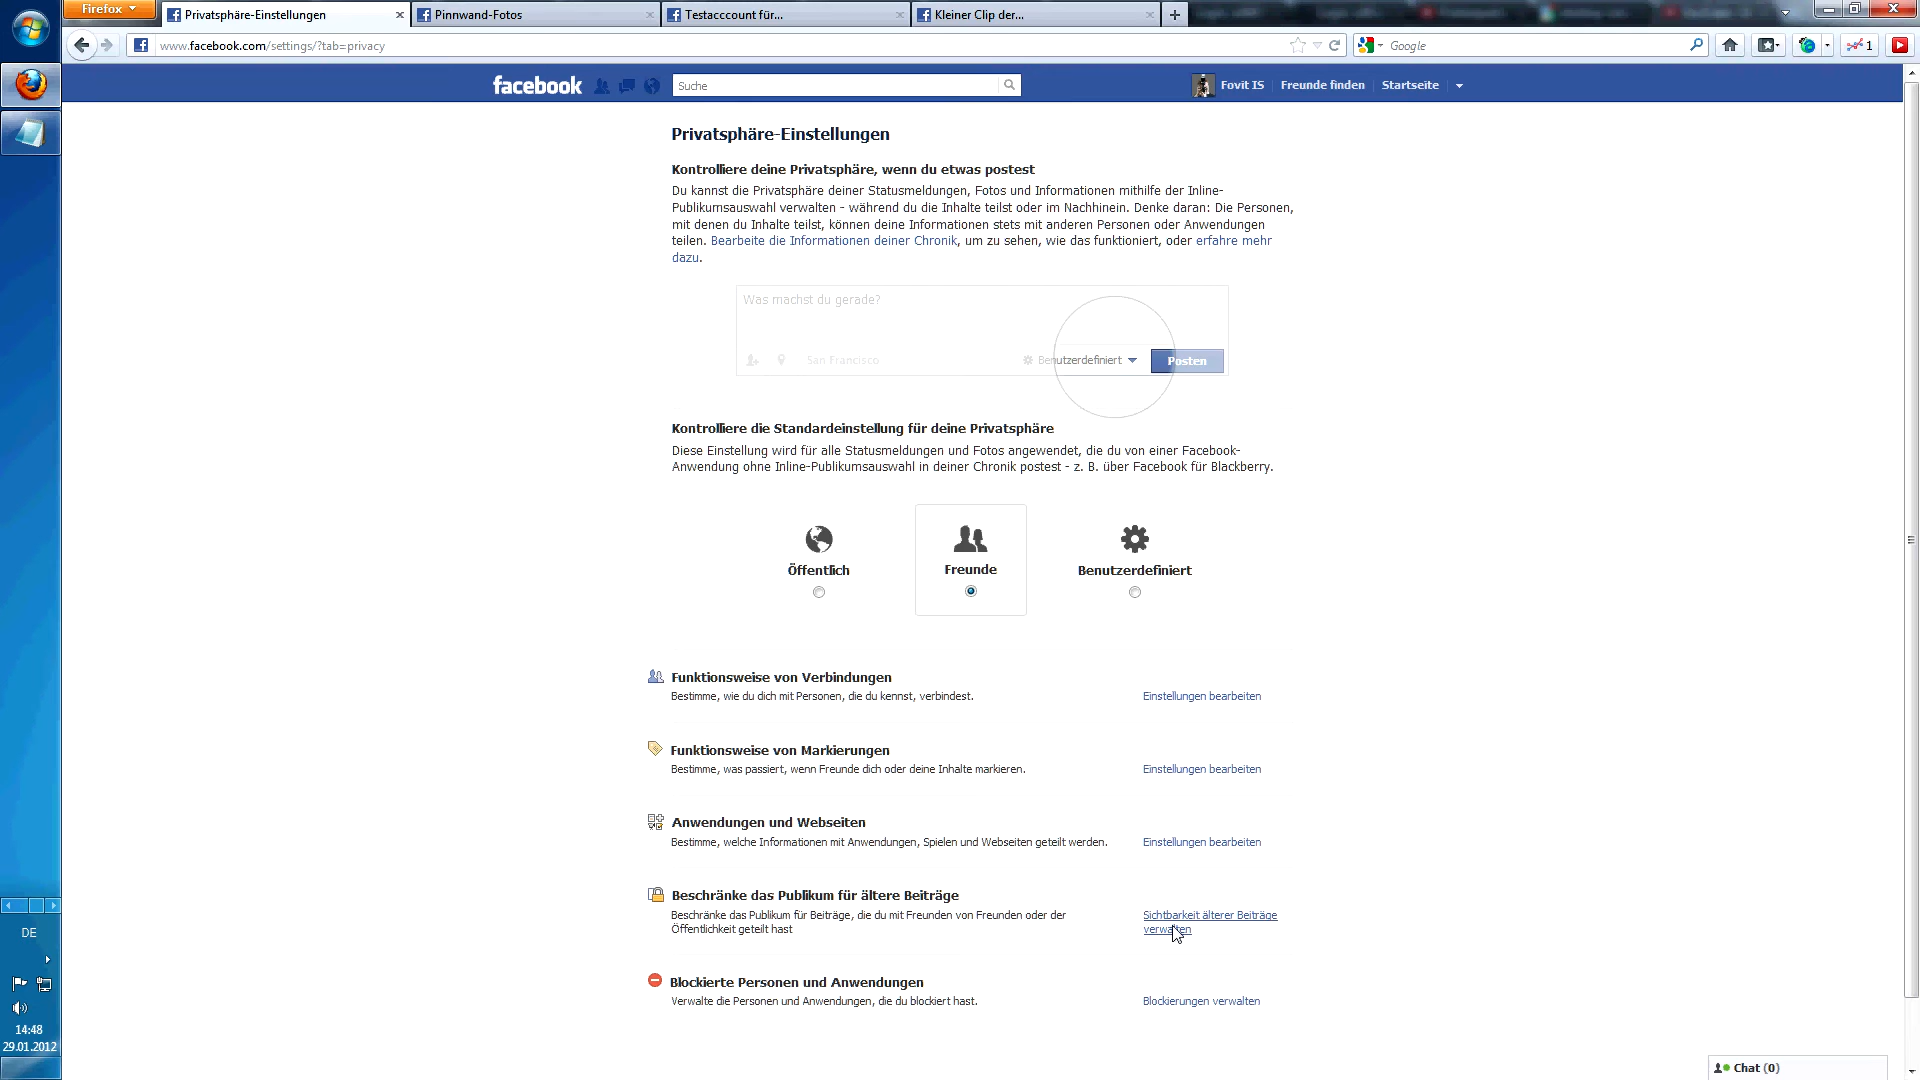 Firefox
Privatsphäre-Einstellungen
Pinnwand-Fotos
Testacccount für...
Kleiner Clip der...
www.facebook.com/settings/?tab=privacy
Google
1
facebook
Suche
Fovit IS
Freunde finden
Startseite
Privatsphäre-Einstellungen
Kontrolliere deine Privatsphäre, wenn du etwas postest
Du kannst die Privatsphäre deiner Statusmeldungen, Fotos und Informationen mithilfe der Inline-
Publikumsauswahl verwalten - während du die Inhalte teilst oder im Nachhinein. Denke daran: Die Personen,
mit denen du Inhalte teilst, können deine Informationen stets mit anderen Personen oder Anwendungen
teilen. Bearbeite die Informationen deiner Chronik, um zu sehen, wie das funktioniert, oder erfahre mehr
dazu.
Was machst du gerade?
San Francisco
Benutzerdefiniert
Posten
Kontrolliere die Standardeinstellung für deine Privatsphäre
Diese Einstellung wird für alle Statusmeldungen und Fotos angewendet, die du von einer Facebook-
Anwendung ohne Inline-Publikumsauswahl in deiner Chronik postest - z. B. über Facebook für Blackberry.
Öffentlich
Freunde
Benutzerdefiniert
Funktionsweise von Verbindungen
Bestimme, wie du dich mit Personen, die du kennst, verbindest.
Einstellungen bearbeiten
Funktionsweise von Markierungen
Bestimme, was passiert, wenn Freunde dich oder deine Inhalte markieren.
Einstellungen bearbeiten
Anwendungen und Webseiten
Bestimme, welche Informationen mit Anwendungen, Spielen und Webseiten geteilt werden.
Einstellungen bearbeiten
Beschränke das Publikum für ältere Beiträge
Beschränke das Publikum für Beiträge, die du mit Freunden von Freunden oder der
Öffentlichkeit geteilt hast
Sichtbarkeit älterer Beiträge
verwalten
Blockierte Personen und Anwendungen
Verwalte die Personen und Anwendungen, die du blockiert hast.
Blockierungen verwalten
DE
14:48
29.01.2012
Chat (0)